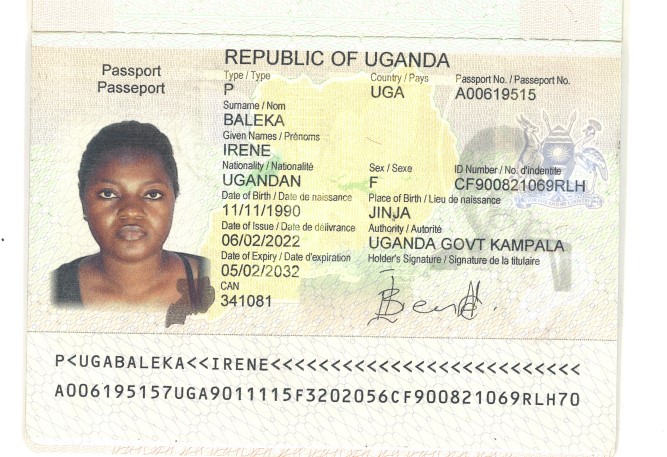 REPUBLIC OF UGANDA
Passport
Passeport
Type / Type
Country / Pays
Passport No. / Passeport No.
P
UGA
A00619515
Surname / Nom
BALEKA
Given Names / Prénoms
IRENE
Nationality / Nationalité
Sex / Sexe
ID Number / No. d'indentite
UGANDAN
F
CF900821069RLH
Date of Birth / Date de naissance
Place of Birth / Lieu de naissance
11/11/1990
JINJA
Date of Issue / Date de délivrance
Authority / Autorité
06/02/2022
UGANDA GOVT KAMPALA
Date of Expiry / Date d'expiration
Holder's Signature / Signature de la titulaire
05/02/2032
CAN
341081
P<UGABALEKA<<IRENE<<<<<<<<<<<<<<<<<<<<<<<<<<
A006195157UGA9011115F3202056CF900821069RLH70